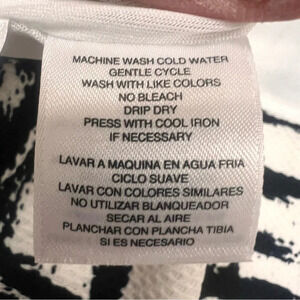 MACHINE WASH COLD WATER
GENTLE CYCLE
WASH WITH LIKE COLORS
NO BLEACH
DRIP DRY
PRESS WITH COOL IRON
IF NECESSARY
LAVAR A MAQUINA EN AGUA FRIA
CICLO SUAVE
LAVAR CON COLORES SIMILARES
NO UTILIZAR BLANQUEADOR
SECAR AL AIRE
PLANCHAR CON PLANCHA TIBIA
SI ES NECESARIO